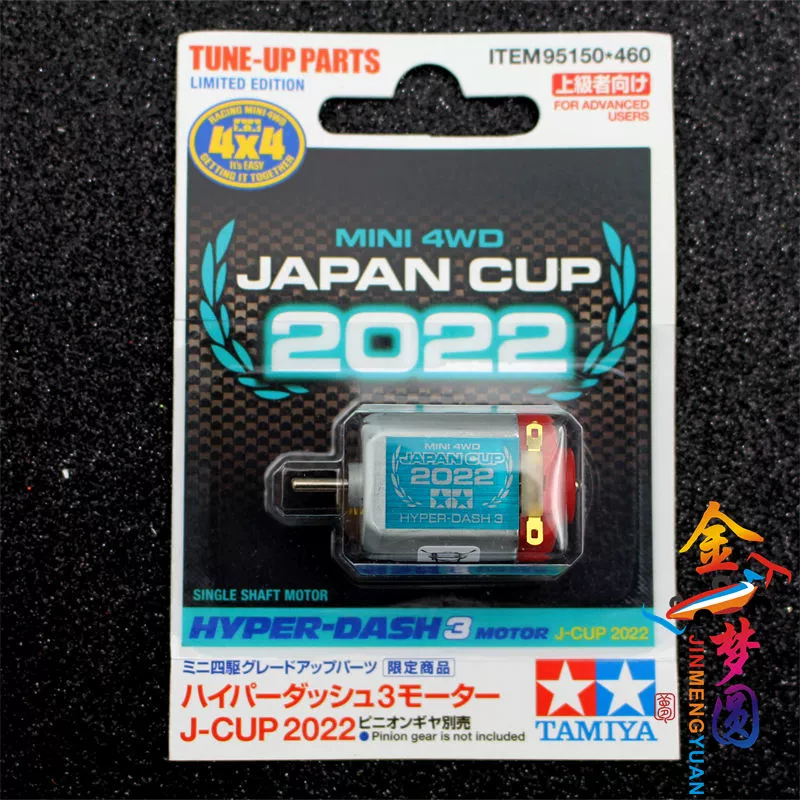 TUNE-UP PARTS
LIMITED EDITION
ITEM95150*460
上級者向け
FOR ADVANCED
USERS
RACING MINI 4WD
4x4
It's EASY
GETTING IT TOGETHER
MINI 4WD
JAPAN CUP
2022
MINI 4WD
JAPAN CUP
2022
HYPER-DASH 3
SINGLE SHAFT MOTOR
HYPER-DASH3 MOTOR J-CUP 2022
ミニ四駆グレードアップパーツ 限定商品
ハイパーダッシュ3モーター
J-CUP 2022 ピニオンギヤ別売
●Pinion gear is not included
TAMIYA
金夢圆
JINMENGYUAN